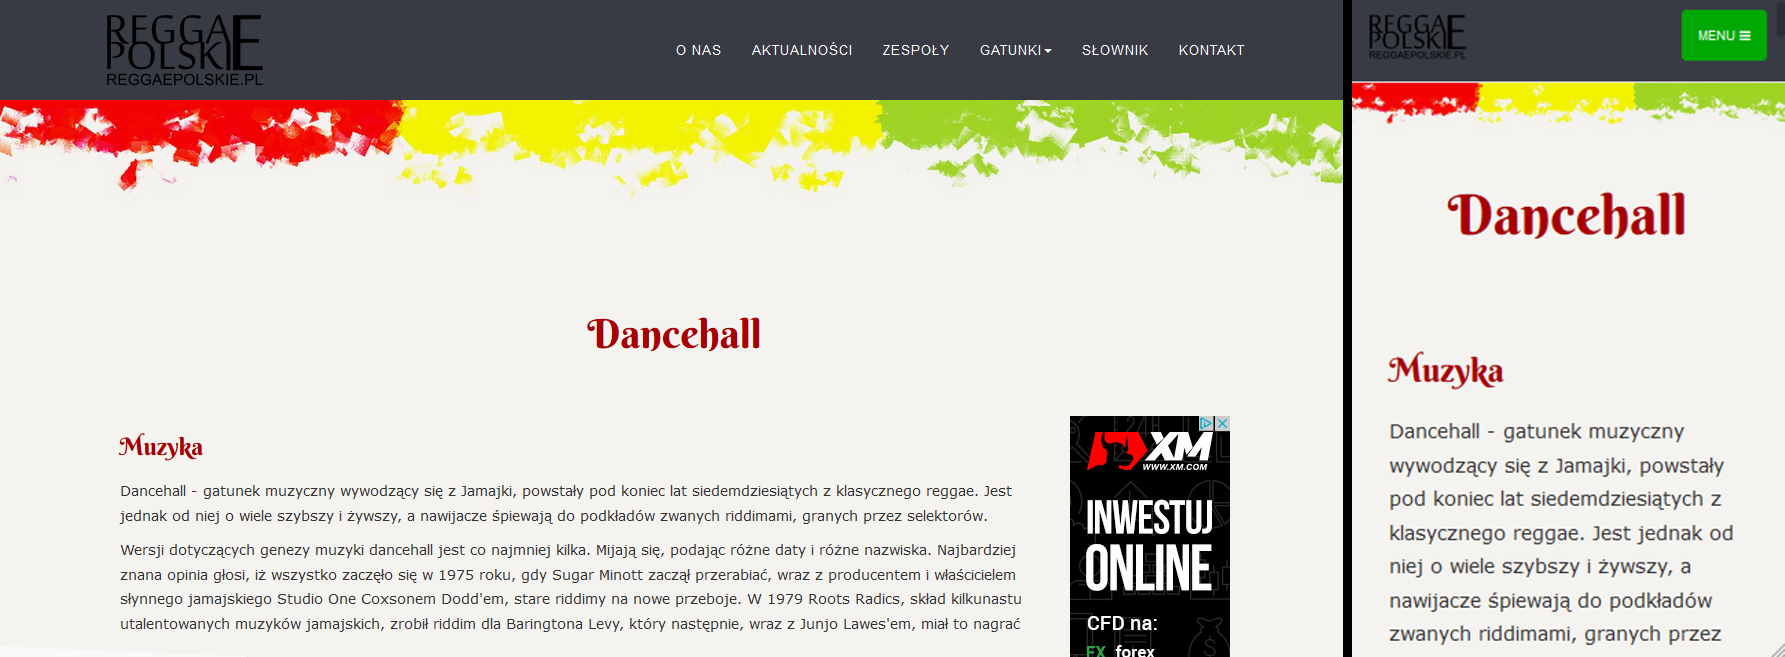 REGGAE
POLSKIE
REGGAEPOLSKIE.PL
O NAS AKTUALNOŚCI ZESPOŁY GATUNKI SŁOWNIK KONTAKT
Dancehall
Muzyka
Dancehall - gatunek muzyczny wywodzący się z Jamajki, powstały pod koniec lat siedemdziesiątych z klasycznego reggae. Jest
jednak od niej o wiele szybszy i żywszy, a nawijacze śpiewają do podkładów zwanych riddimami, granych przez selektorów.
Wersji dotyczących genezy muzyki dancehall jest co najmniej kilka. Mijają się, podając różne daty i różne nazwiska. Najbardziej
znana opinia głosi, iż wszystko zaczęło się w 1975 roku, gdy Sugar Minott zaczął przerabiać, wraz z producentem i właścicielem
słynnego jamajskiego Studio One Coxsonem Dodd'em, stare riddimy na nowe przeboje. W 1979 Roots Radics, skład kilkunastu
utalentowanych muzyków jamajskich, zrobił riddim dla Baringtona Levy, który następnie, wraz z Junjo Lawes'em, miał to nagrać
XM
WWW.XM.COM
INWESTUJ
ONLINE
CFD na:
FX forex
REGGAE
POLSKIE
REGGAEPOLSKIE.PL
MENU
Dancehall
Muzyka
Dancehall - gatunek muzyczny
wywodzący się z Jamajki, powstały
pod koniec lat siedemdziesiątych z
klasycznego reggae. Jest jednak od
niej o wiele szybszy i żywszy, a
nawijacze śpiewają do podkładów
zwanych riddimami, granych przez